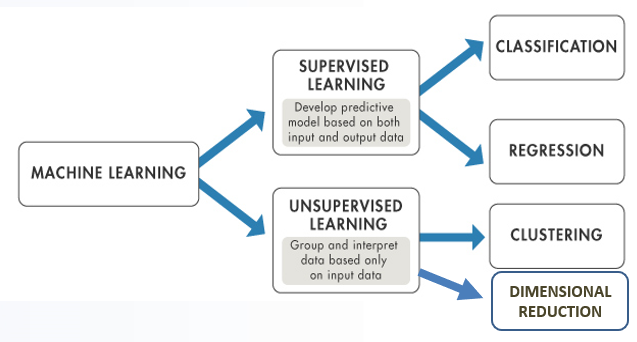 MACHINE LEARNING
SUPERVISED
LEARNING
Develop predictive
model based on both
input and output data
CLASSIFICATION
REGRESSION
UNSUPERVISED
LEARNING
Group and interpret
data based only
on input data
CLUSTERING
DIMENSIONAL
REDUCTION